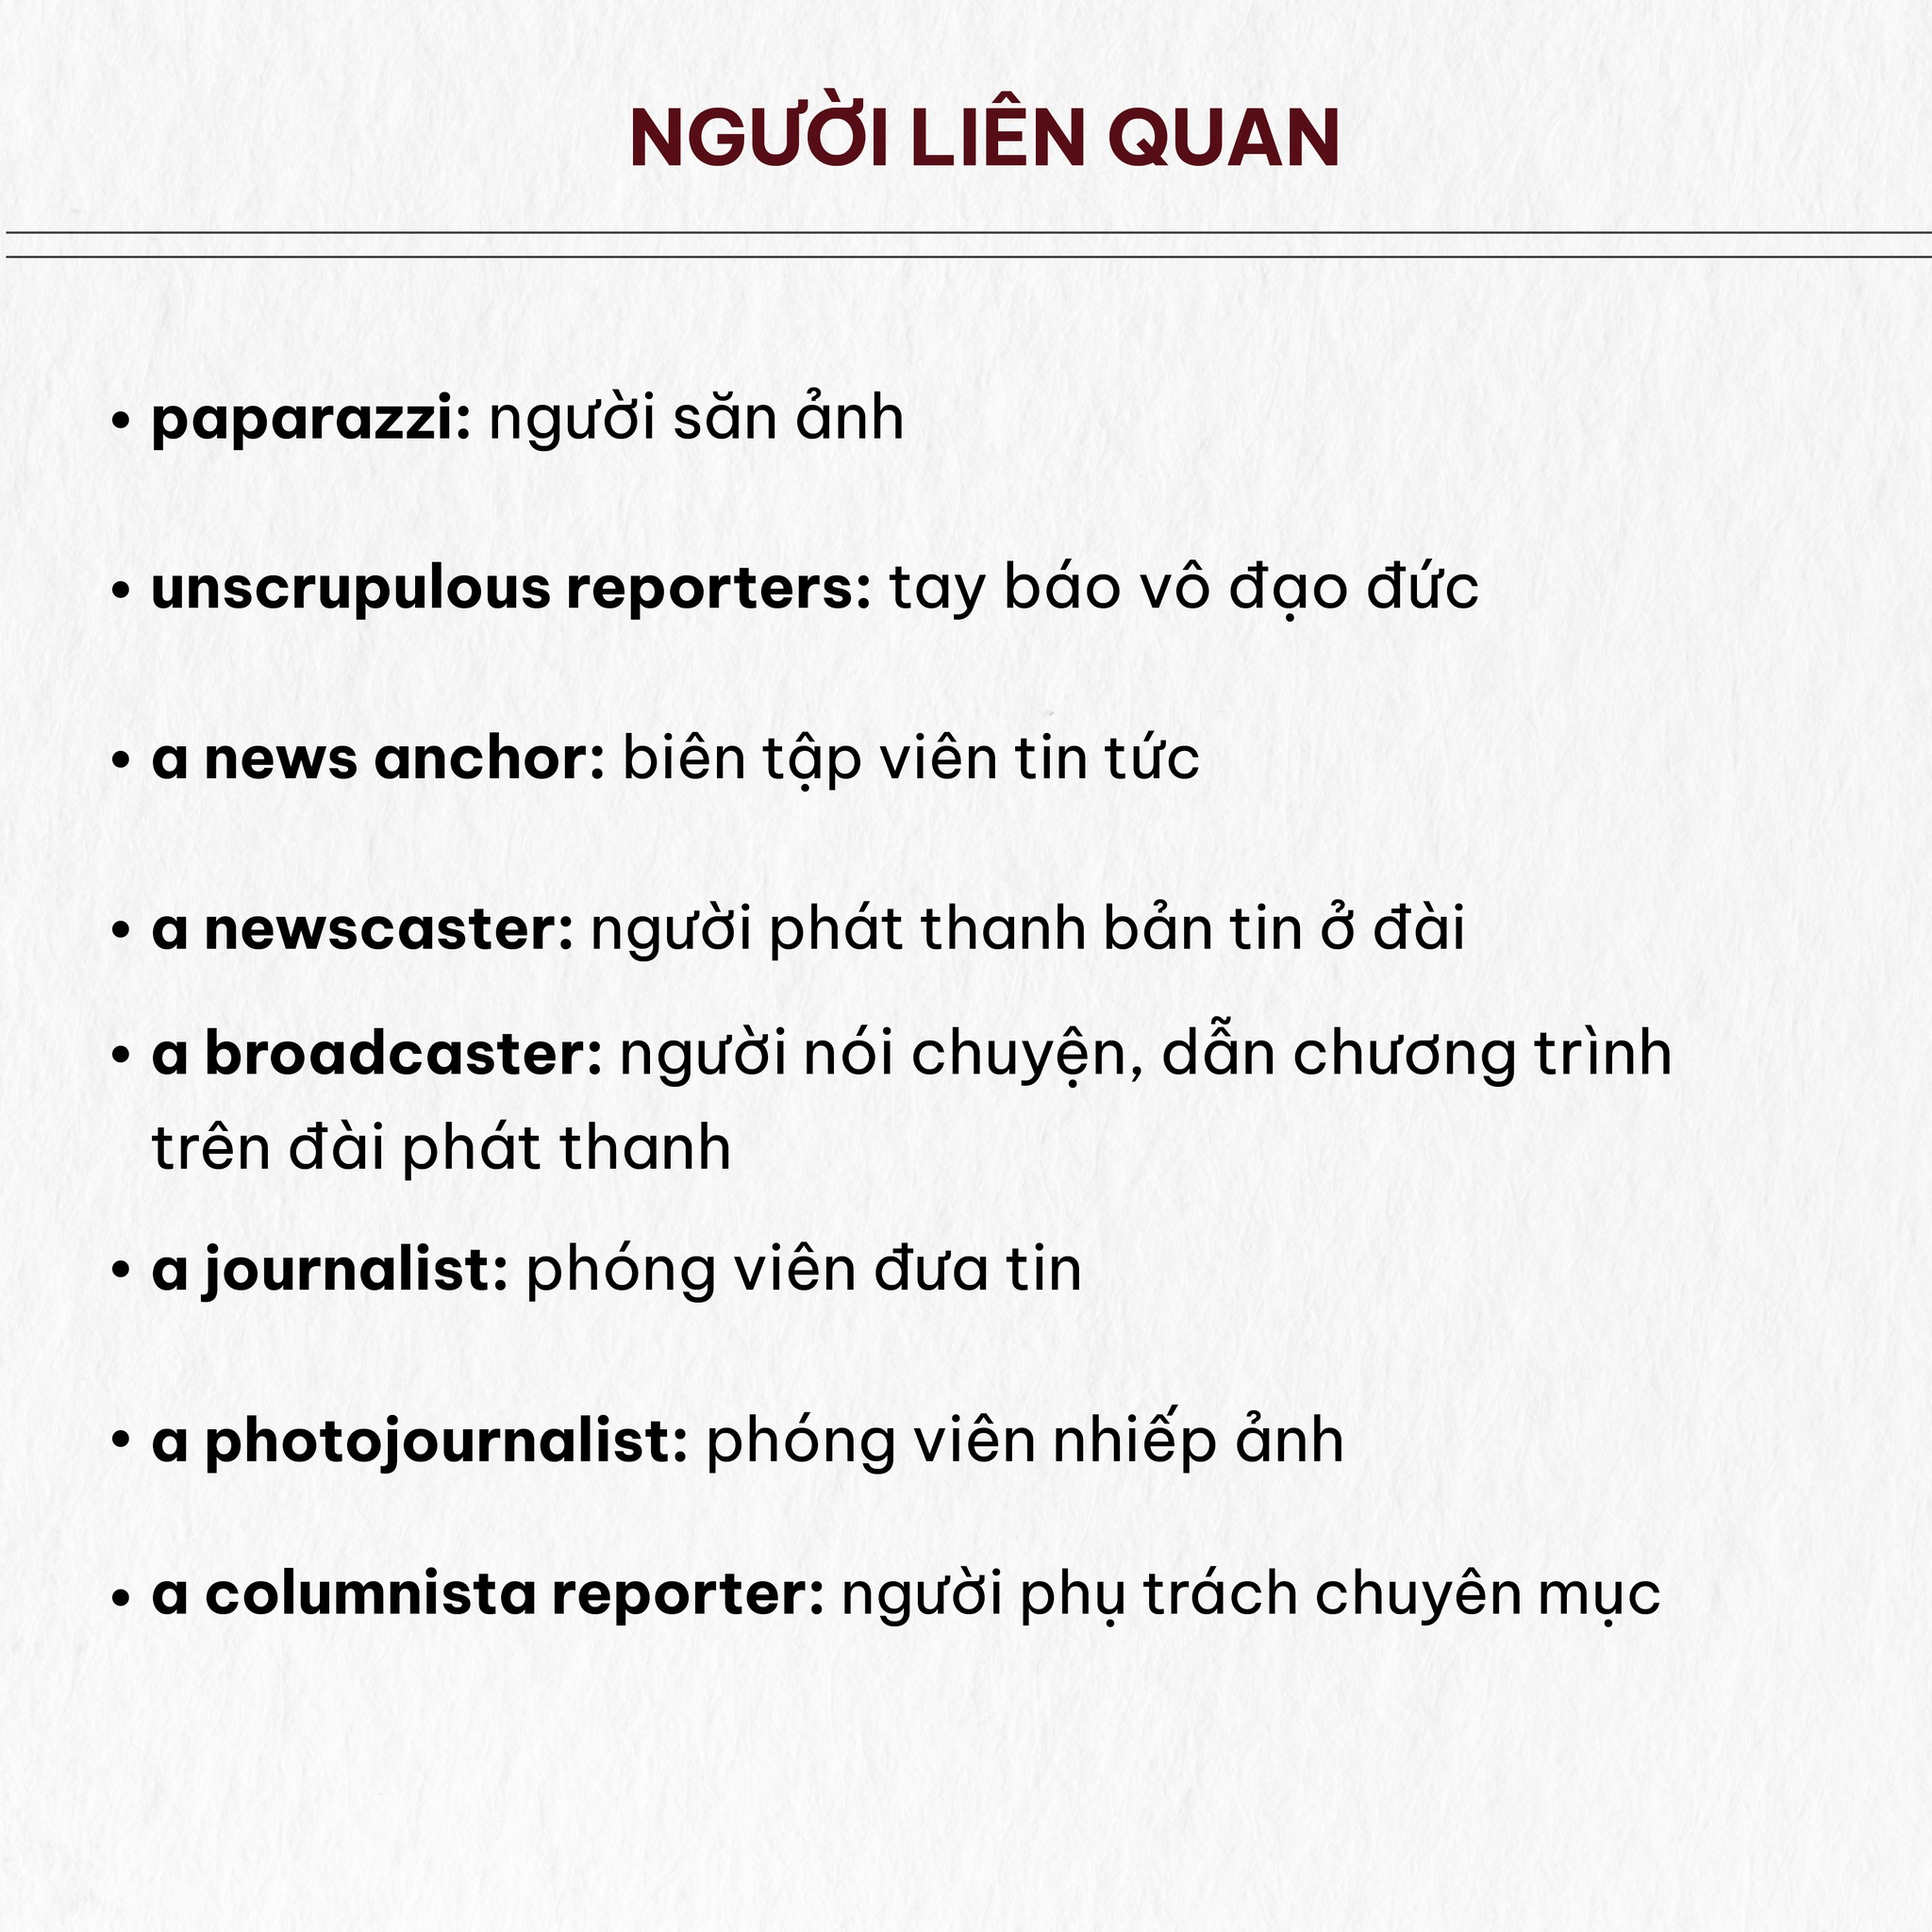 NGƯỜI LIÊN QUAN
• paparazzi: người săn ảnh
• unscrupulous reporters: tay báo vô đạo đức
• a news anchor: biên tập viên tin tức
• a newscaster: người phát thanh bản tin ở đài
• a broadcaster: người nói chuyện, dẫn chương trình
trên đài phát thanh
• a journalist: phóng viên đưa tin
• a photojournalist: phóng viên nhiếp ảnh
• a columnista reporter: người phụ trách chuyên mục